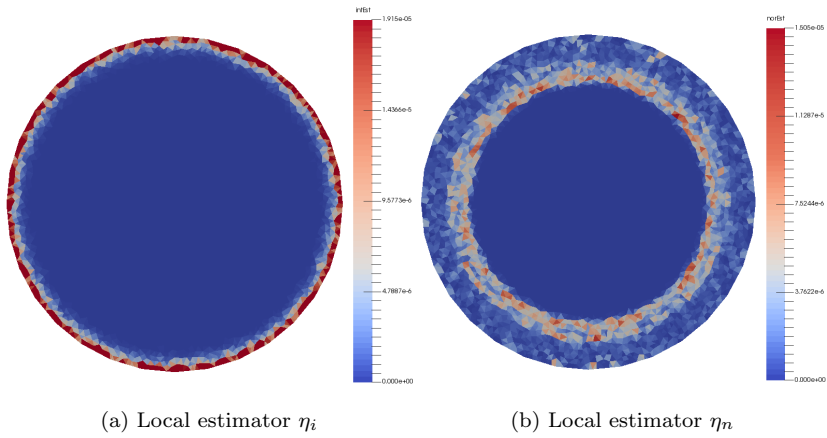 intEst
1.915e-05
1.4366e-5
9.5773e-6
4.7887e-6
0.000e+00
norEst
1.505e-05
1.1287e-5
7.5244e-6
3.7622e-6
0.000e+00
(a) Local estimator ηi
(b) Local estimator ηn